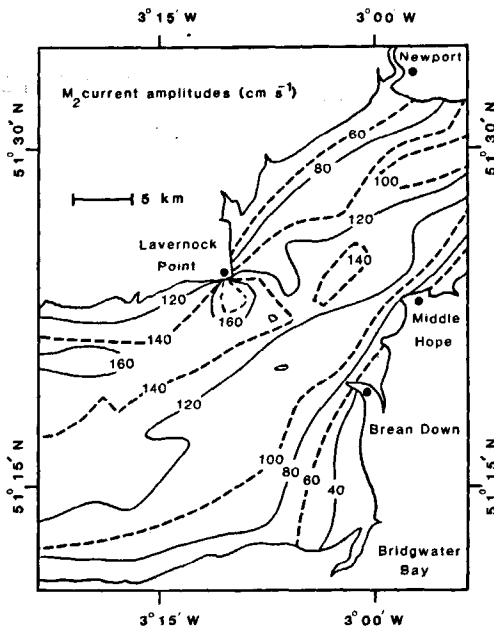 3° 15' W
3° 00' W
Newport
M₂ current amplitudes (cm s⁻¹)
51° 30' N
51° 30' N
60
80
100
5 km
120
Lavernock
Point
140
120
160
Middle
Hope
140
160
140
120
Brean Down
100
80
60
40
51° 15' N
51° 15' N
Bridgwater
Bay
3° 15' W
3° 00' W